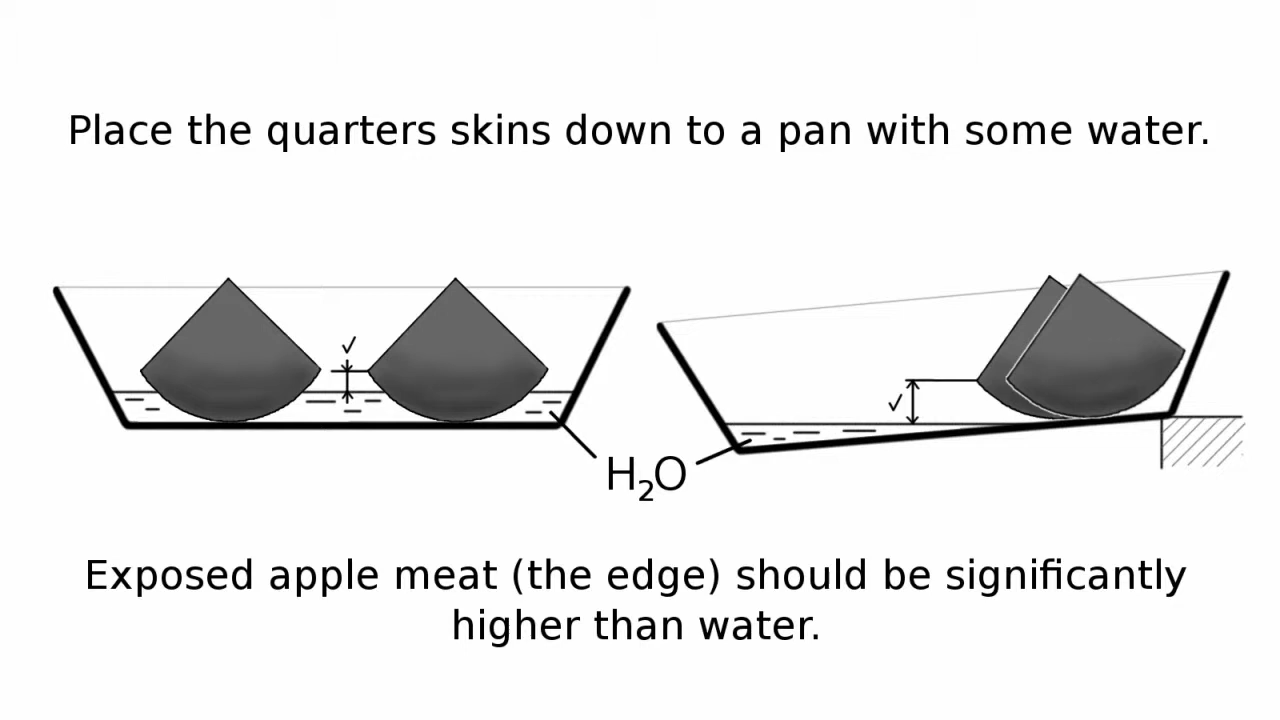 Place the quarters skins down to a pan with some water.
✓
✓
H₂O
Exposed apple meat (the edge) should be significantly
higher than water.